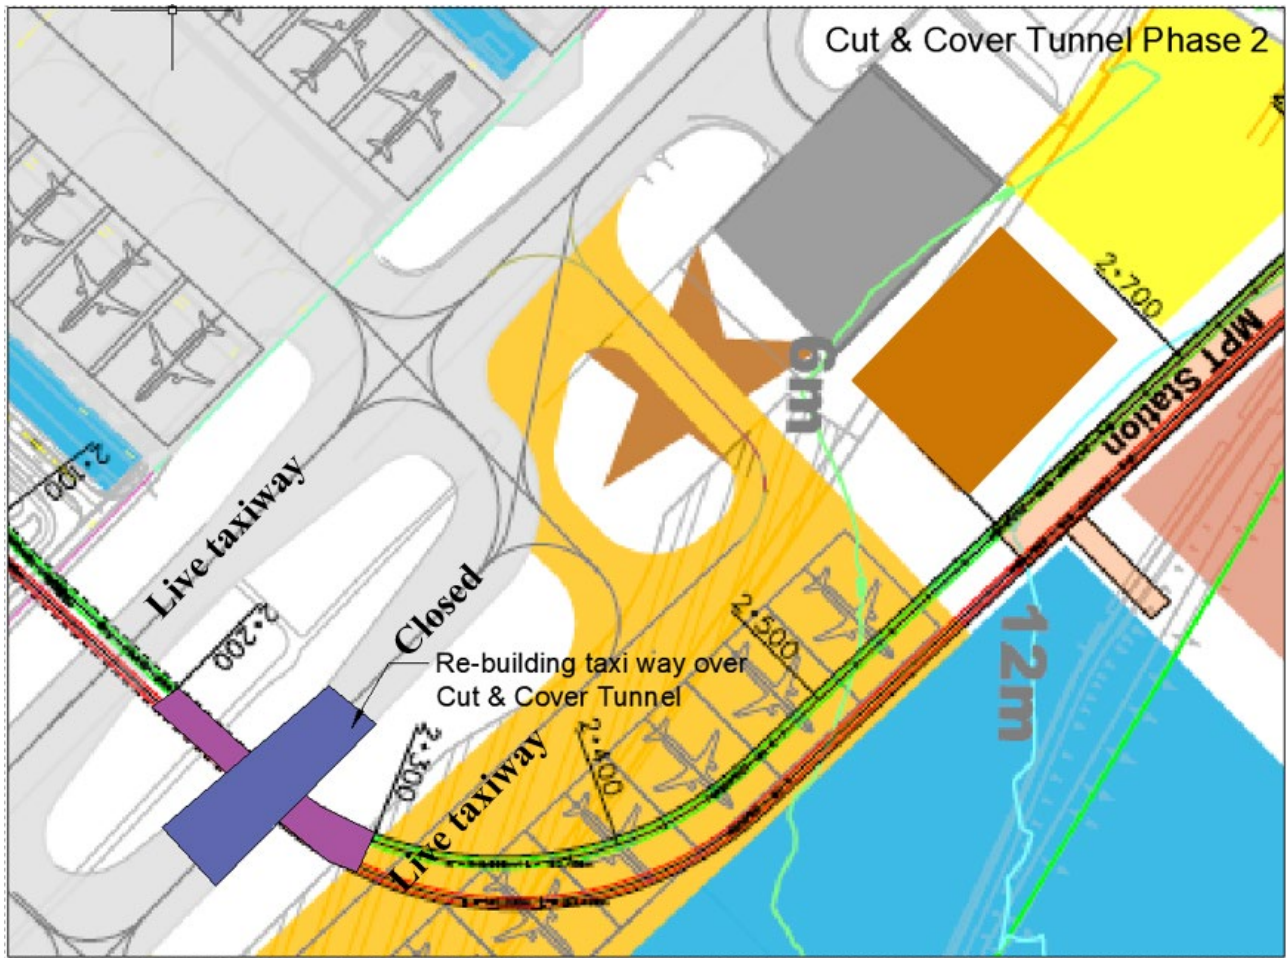 Cut & Cover Tunnel Phase 2
2+700
MPT Station
6m
2+100
Live taxiway
Closed
2+500
12m
2+200
Re-building taxi way over
Cut & Cover Tunnel
2+300
2+400
Live taxiway